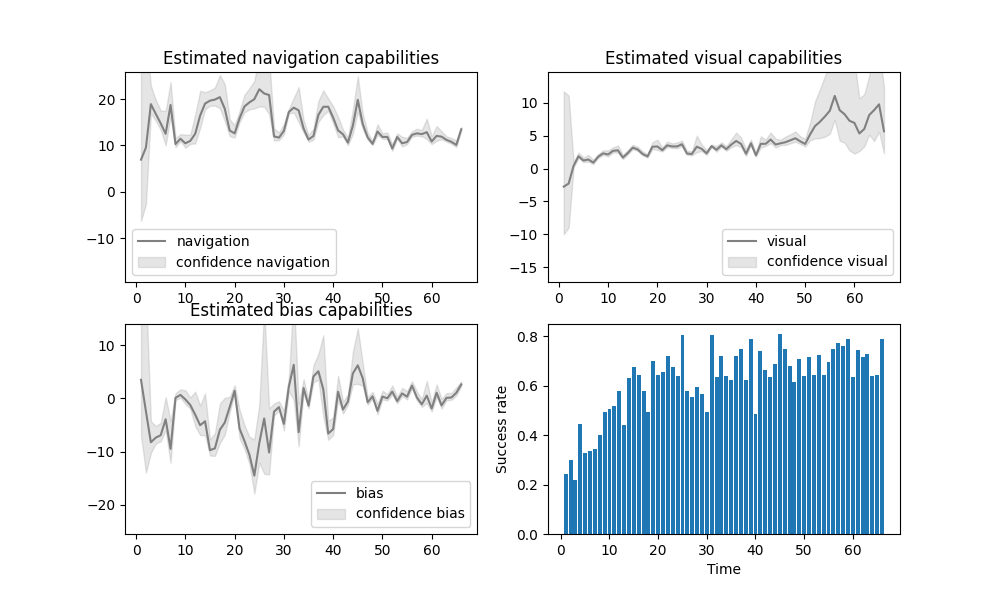 Estimated navigation capabilities
20
10
0
−10
navigation
confidence navigation
0 10 20 30 40 50 60
Estimated visual capabilities
10
5
0
−5
−10
−15
visual
confidence visual
0 10 20 30 40 50 60
Estimated bias capabilities
10
0
−10
−20
bias
confidence bias
0 10 20 30 40 50 60
Success rate
0.8
0.6
0.4
0.2
0.0
0 10 20 30 40 50 60
Time